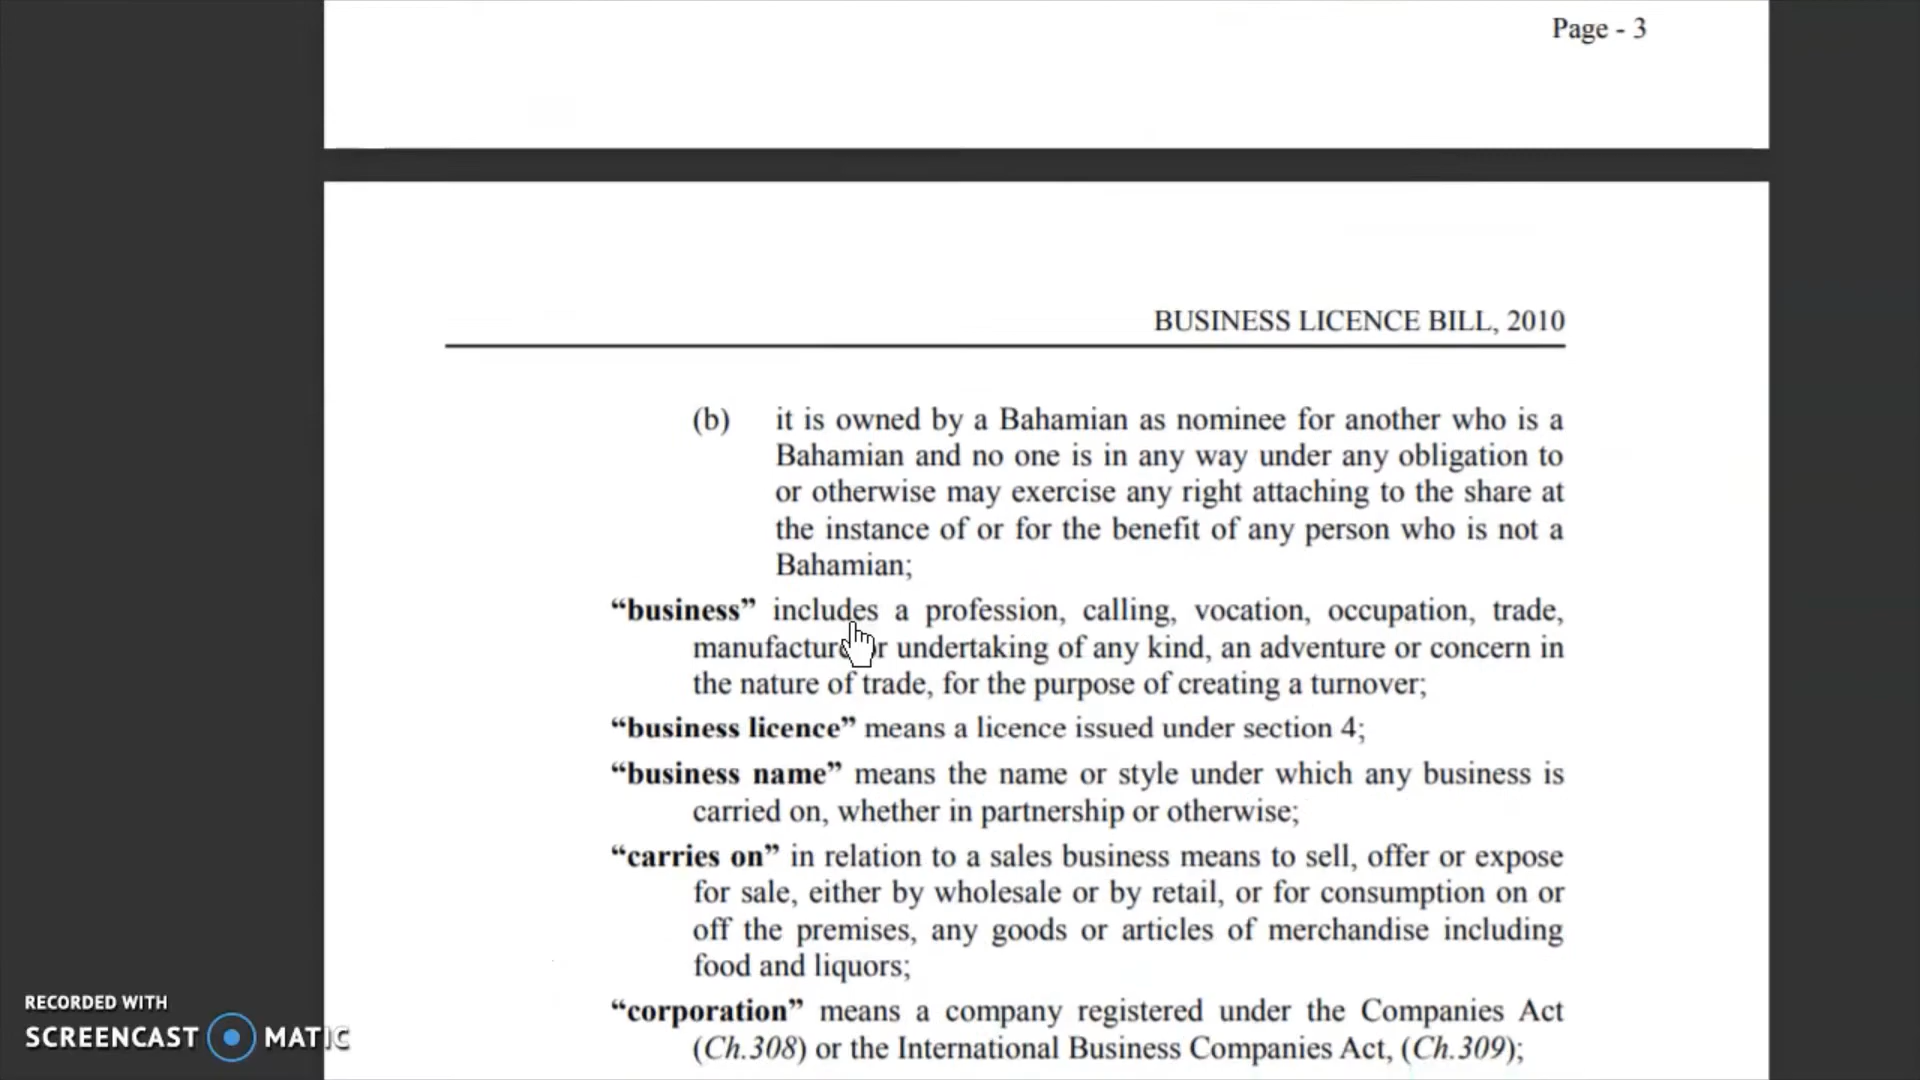 Page - 3
BUSINESS LICENCE BILL, 2010
(b) it is owned by a Bahamian as nominee for another who is a
Bahamian and no one is in any way under any obligation to
or otherwise may exercise any right attaching to the share at
the instance of or for the benefit of any person who is not a
Bahamian;
“business” includes a profession, calling, vocation, occupation, trade,
manufacture or undertaking of any kind, an adventure or concern in
the nature of trade, for the purpose of creating a turnover;
“business licence” means a licence issued under section 4;
“business name” means the name or style under which any business is
carried on, whether in partnership or otherwise;
“carries on” in relation to a sales business means to sell, offer or expose
for sale, either by wholesale or by retail, or for consumption on or
off the premises, any goods or articles of merchandise including
food and liquors;
“corporation” means a company registered under the Companies Act
(Ch.308) or the International Business Companies Act, (Ch.309);
RECORDED WITH
SCREENCAST MATIC